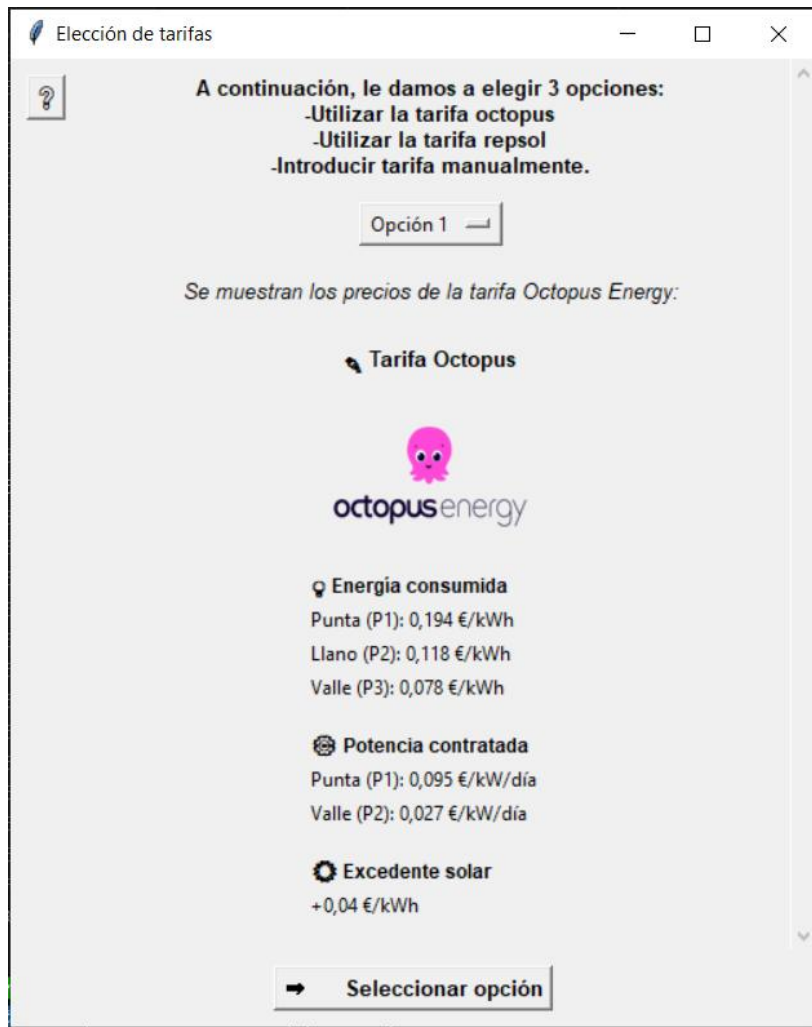 Elección de tarifas
?
A continuación, le damos a elegir 3 opciones:
-Utilizar la tarifa octopus
-Utilizar la tarifa repsol
-Introducir tarifa manualmente.
Opción 1
Se muestran los precios de la tarifa Octopus Energy:
Tarifa Octopus
octopusenergy
Energía consumida
Punta (P1): 0,194 €/kWh
Llano (P2): 0,118 €/kWh
Valle (P3): 0,078 €/kWh
Potencia contratada
Punta (P1): 0,095 €/kW/día
Valle (P2): 0,027 €/kW/día
Excedente solar
+0,04 €/kWh
Seleccionar opción